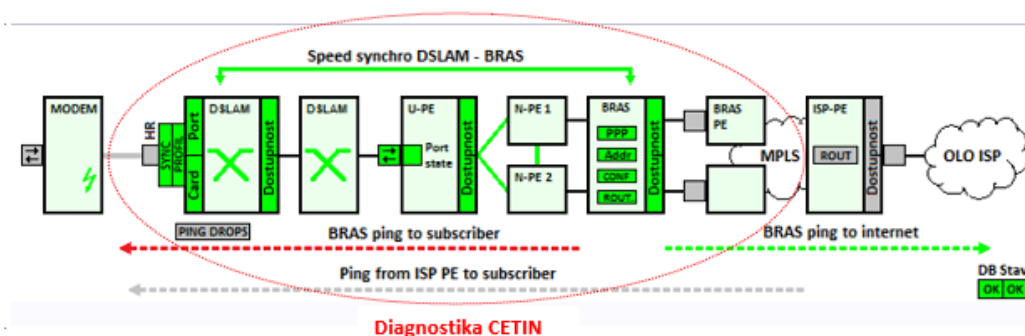 Speed synchro DSLAM - BRAS
MODEM
HR
SYNC
PROFIL
Card
Port
DSLAM
Dostupnost
DSLAM
U-PE
Port
state
Dostupnost
N-PE 1
N-PE 2
BRAS
PPP
Addr
CONF
ROUT
Dostupnost
BRAS
PE
MPLS
ISP-PE
ROUT
Dostupnost
OLO ISP
PING DROPS
BRAS ping to subscriber
BRAS ping to internet
Ping from ISP PE to subscriber
DB Stav
OK OK
Diagnostika CETIN